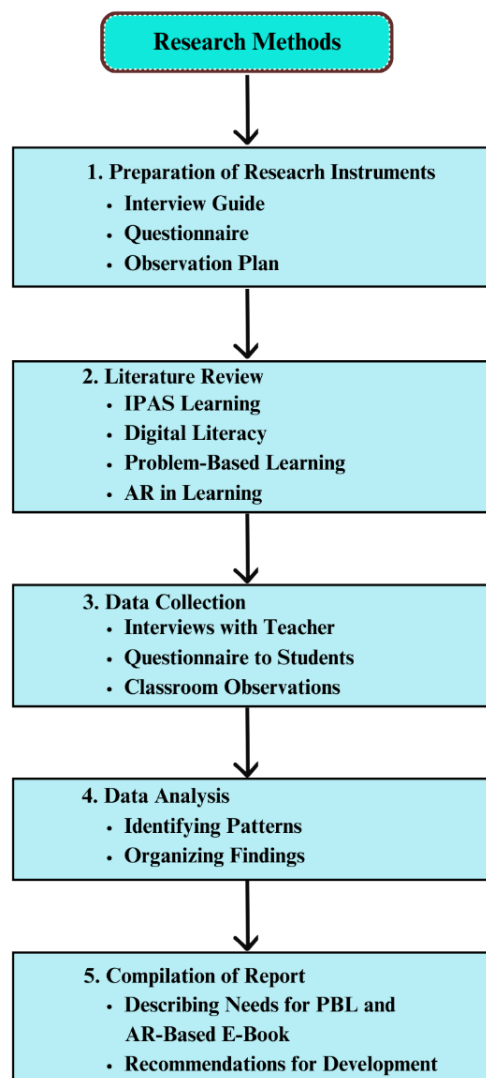 Research Methods
1. Preparation of Reseacrh Instruments
• Interview Guide
• Questionnaire
• Observation Plan
2. Literature Review
• IPAS Learning
• Digital Literacy
• Problem-Based Learning
• AR in Learning
3. Data Collection
• Interviews with Teacher
• Questionnaire to Students
• Classroom Observations
4. Data Analysis
• Identifying Patterns
• Organizing Findings
5. Compilation of Report
• Describing Needs for PBL and
AR-Based E-Book
• Recommendations for Development